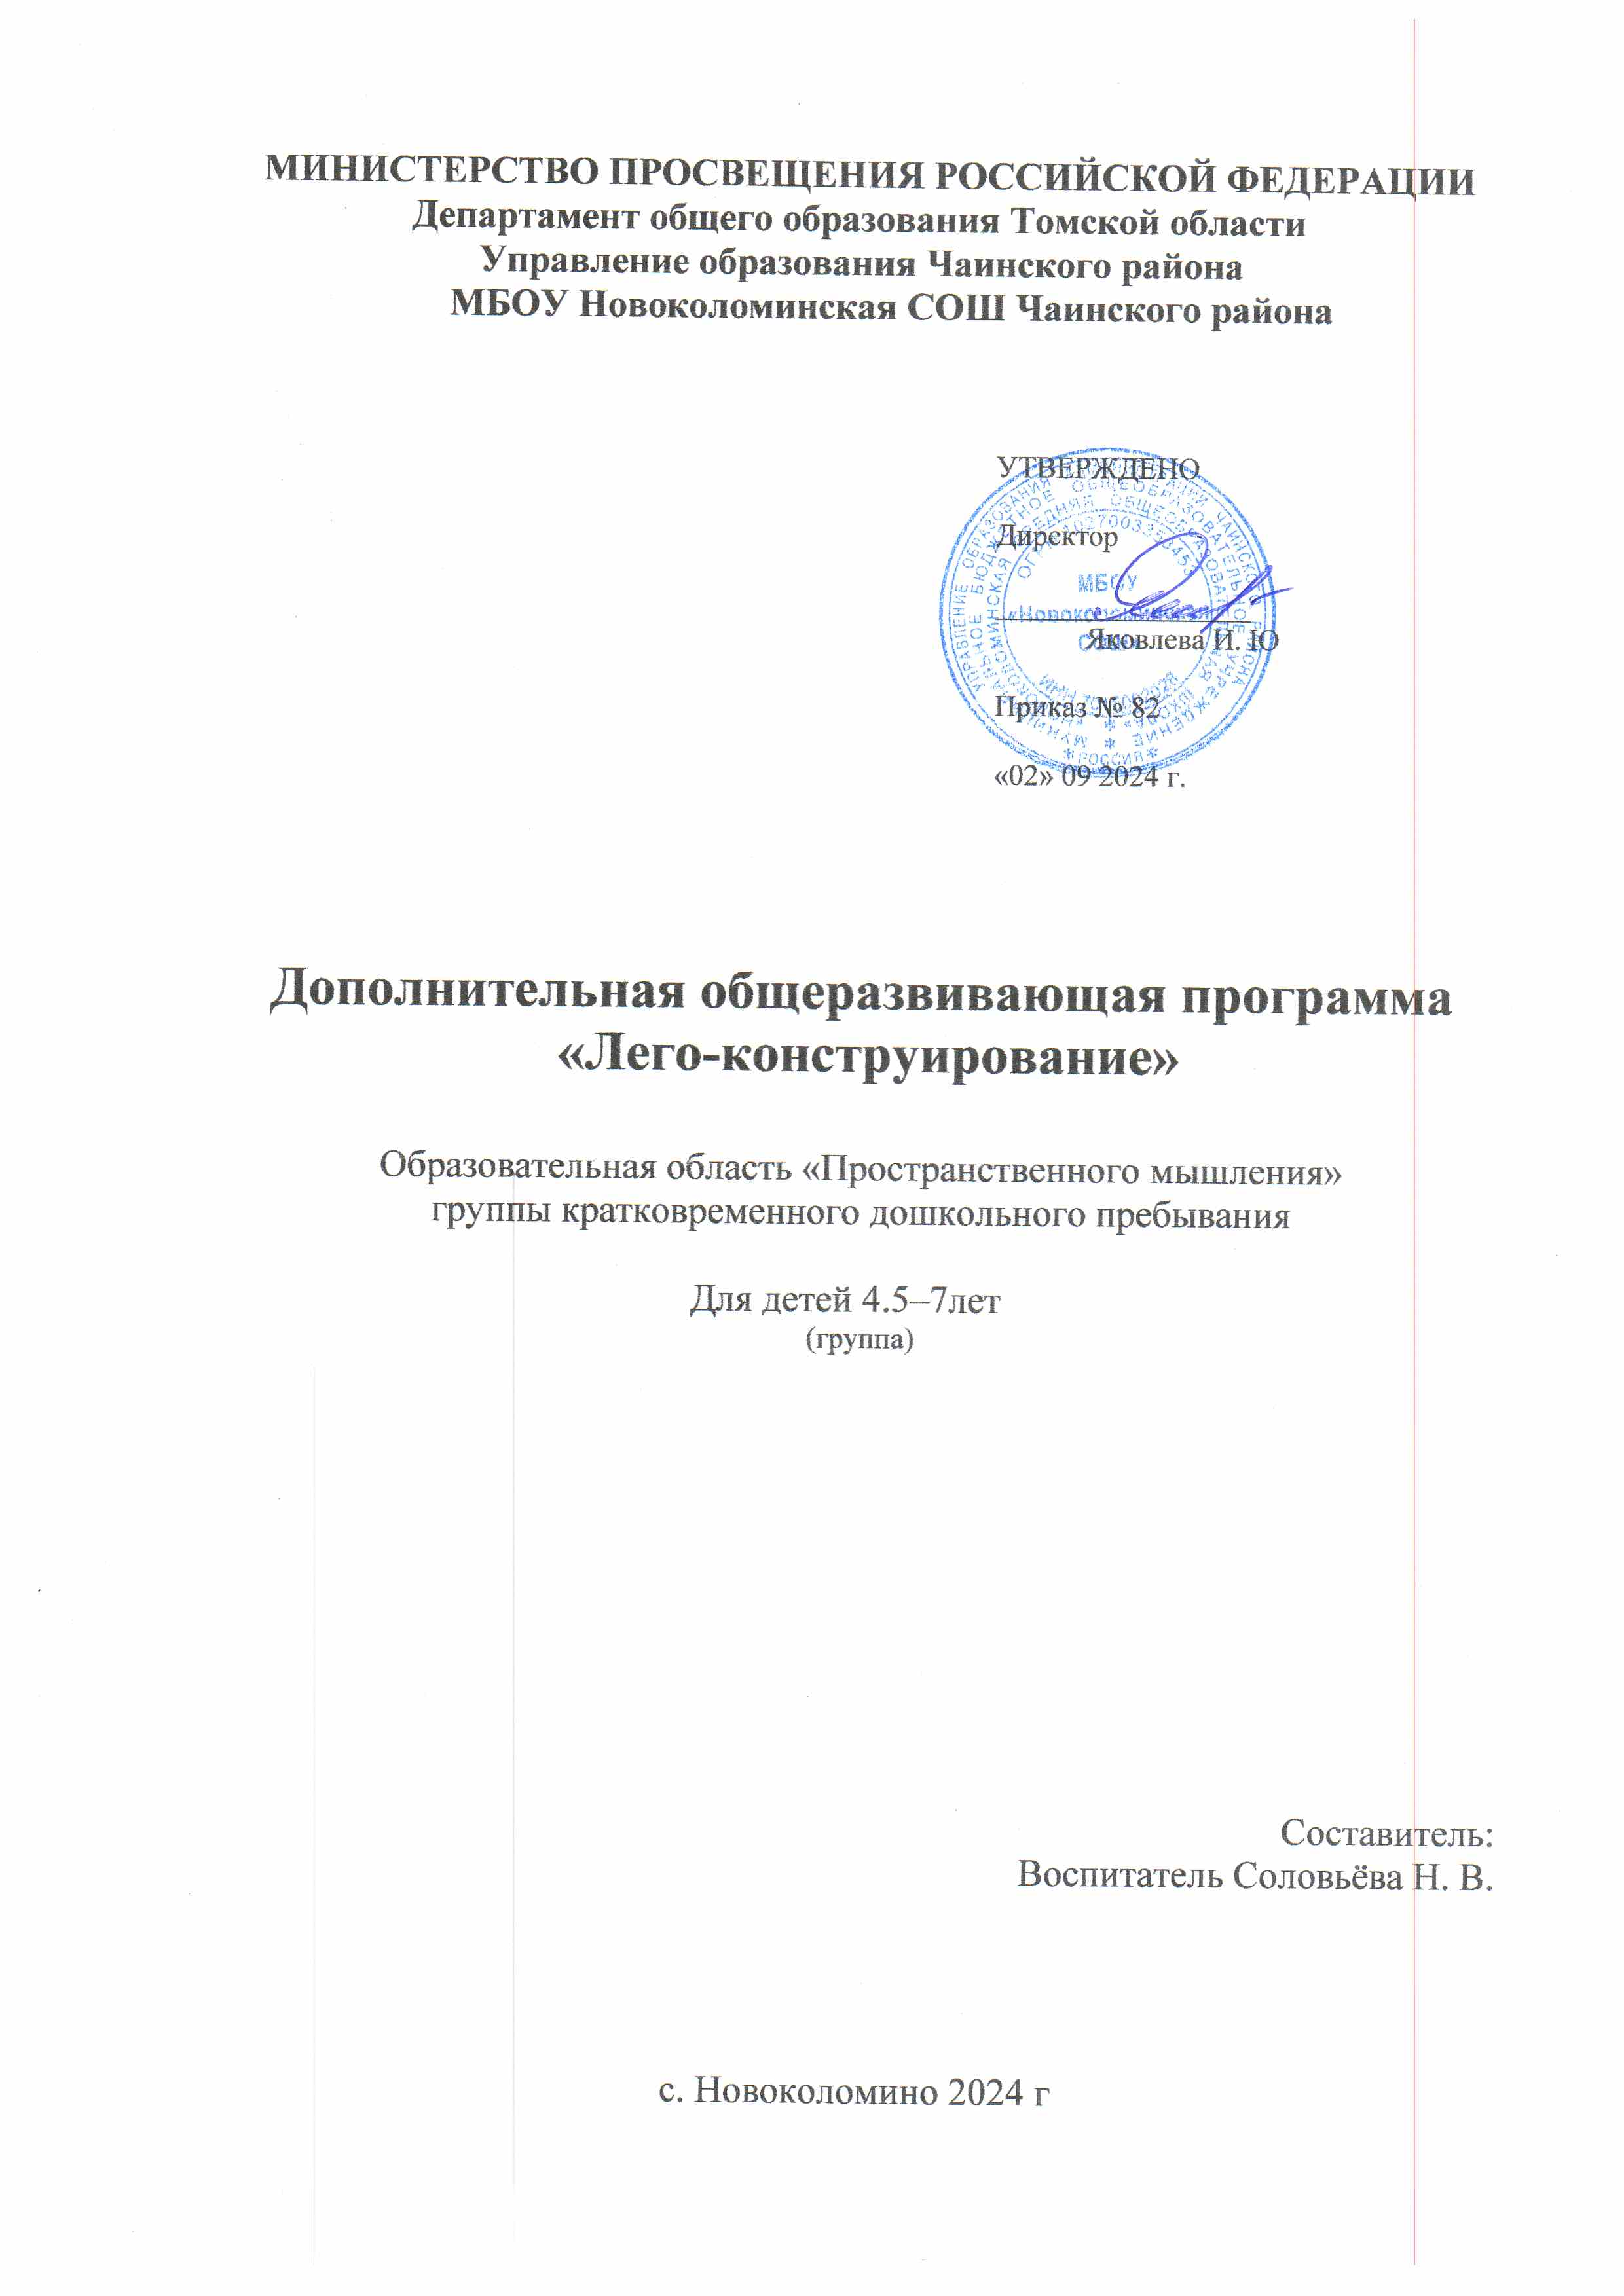 МИНИСТЕРСТВО ПРОСВЕЩЕНИЯ РОССИЙСКОЙ ФЕДЕРАЦИИ
Департамент общего образования Томской области
Управление образования Чаинского района
МБОУ Новоколоминская СОШ Чаинского района
УТВЕРЖДЕНО
Директор
МБОУ
Яковлева И. Ю
Приказ № 82
РОССИЯ
«02» 09 2024 г.
Дополнительная общеразвивающая программа
«Лего-конструирование»
Образовательная область «Пространственного мышления»
группы кратковременного дошкольного пребывания
Для детей 4.5–7лет
(группа)
Составитель:
Воспитатель Соловьёва Н. В.
с. Новоколомино 2024 г